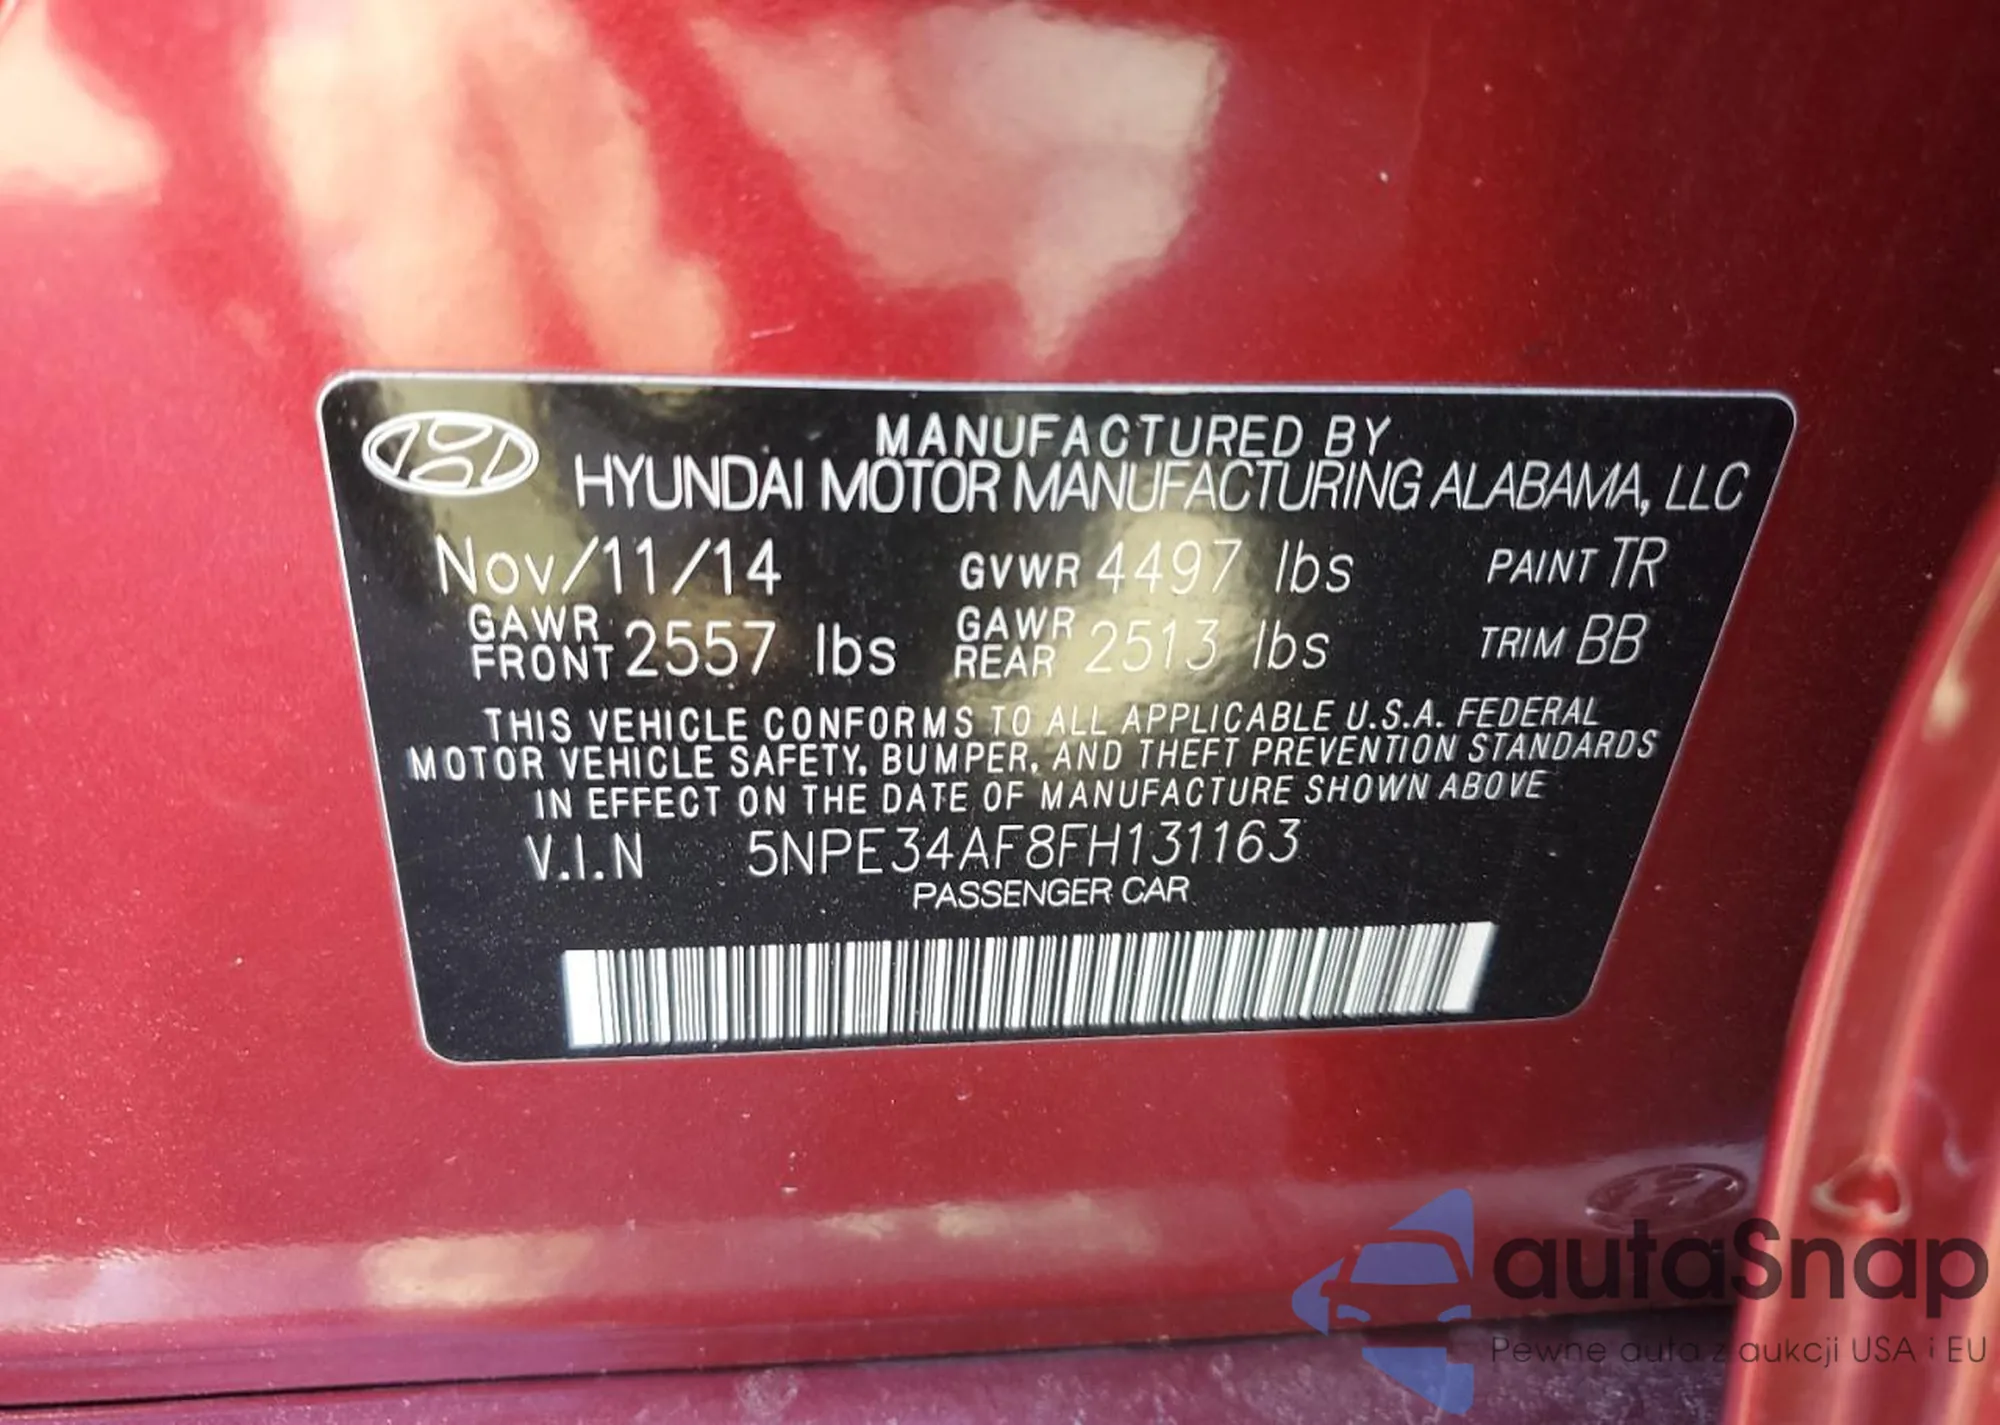 MANUFACTURED BY
HYUNDAI MOTOR MANUFACTURING ALABAMA, LLC
Nov/11/14 GVWR 4497 lbs PAINT TR
GAWR FRONT 2557 lbs GAWR REAR 2513 lbs TRIM BB
THIS VEHICLE CONFORMS TO ALL APPLICABLE U.S.A. FEDERAL
MOTOR VEHICLE SAFETY, BUMPER, AND THEFT PREVENTION STANDARDS
IN EFFECT ON THE DATE OF MANUFACTURE SHOWN ABOVE
V.I.N 5NPE34AF8FH131163
PASSENGER CAR
autaSnap
Pewne auta z aukcji USA i EU